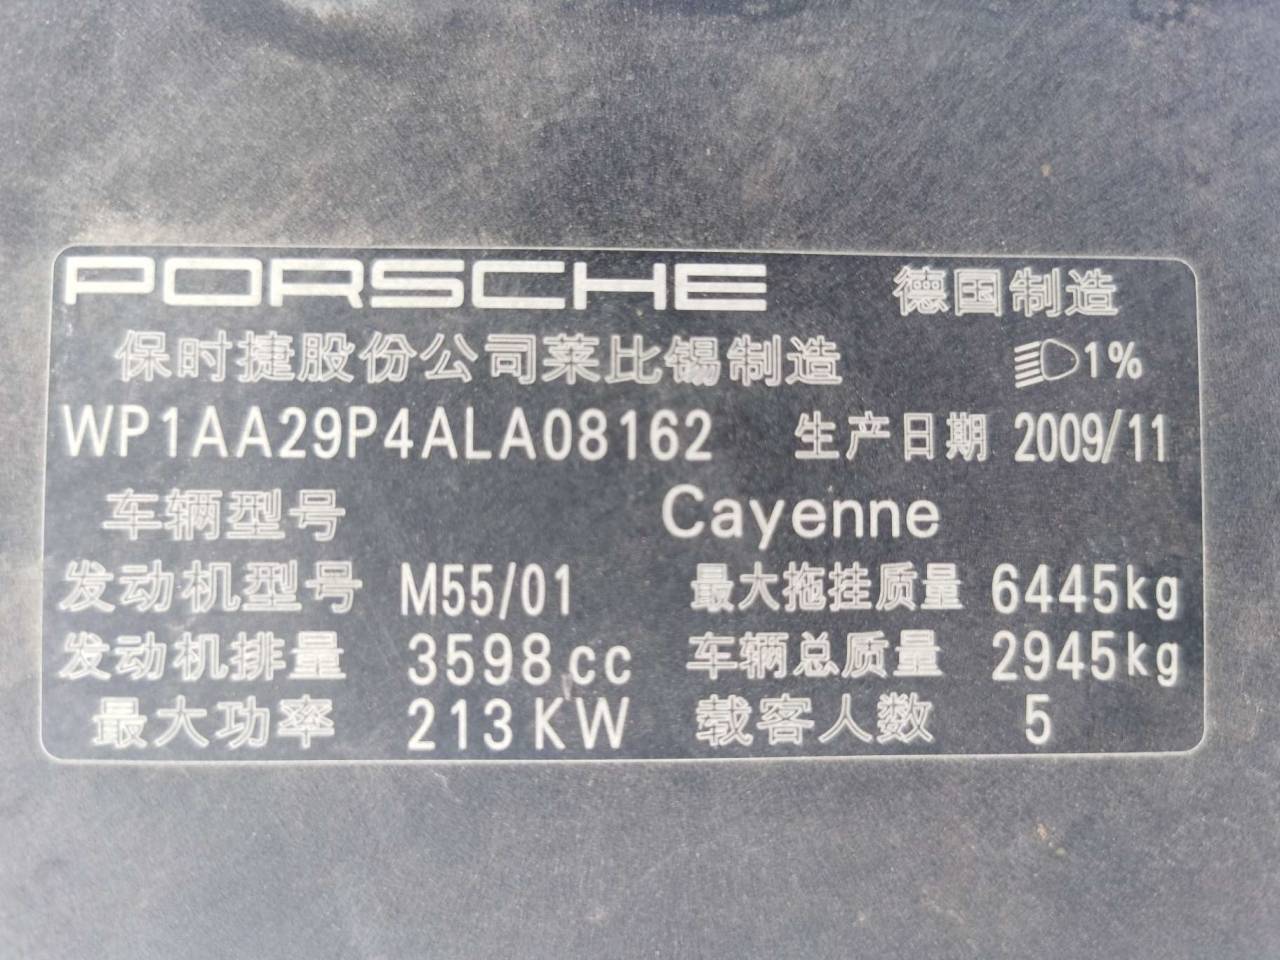 PORSCHE 德国制造
保时捷股份公司莱比锡制造 1%
WP1AA29P4ALA08162 生产日期 2009/11
车辆型号 Cayenne
发动机型号 M55/01 最大拖挂质量 6445kg
发动机排量 3598cc 车辆总质量 2945kg
最大功率 213KW 载客人数 5